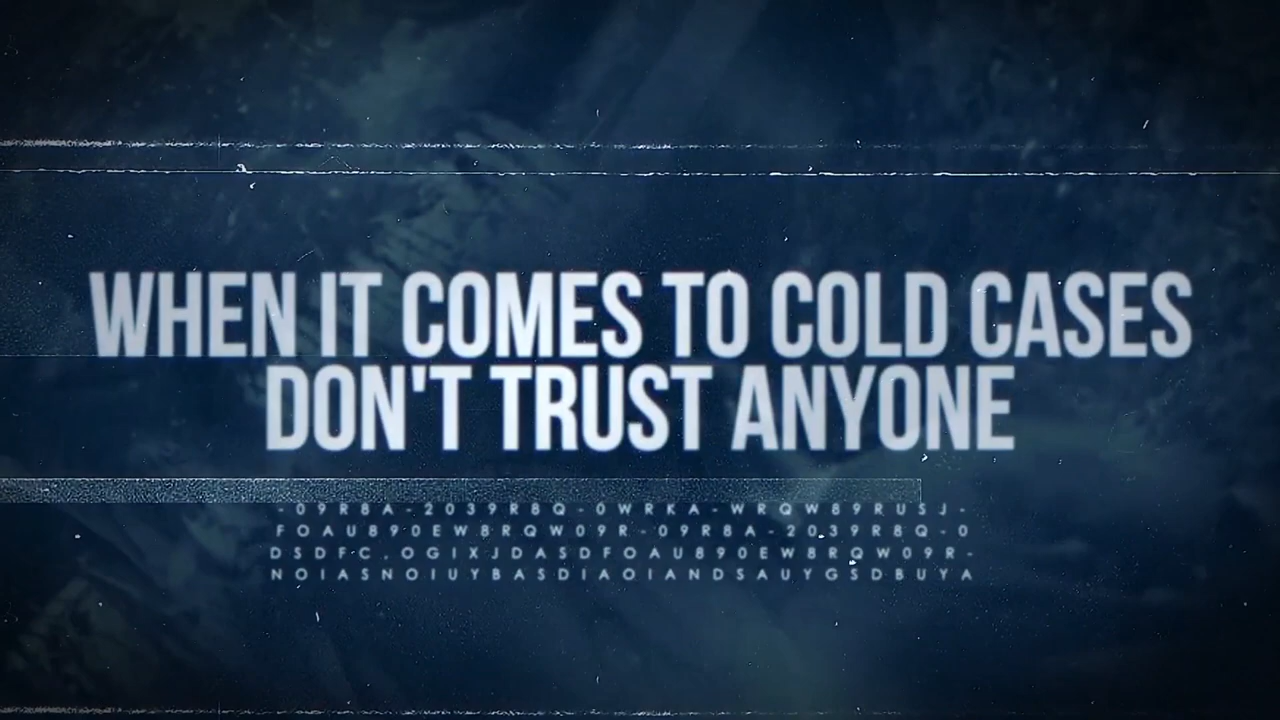 WHEN IT COMES TO COLD CASES
DON'T TRUST ANYONE
-09R8A-2039R8Q-0WRKA-WRQW89RUSJ-
FOAU890EW8RQW09R-09R8A-2039R8Q-0
DSDFC.OGIXJDASDFOAU890EW8RQW09R-
NOIASNOIUYBASDIAOIANDSAUYGSDBUYA